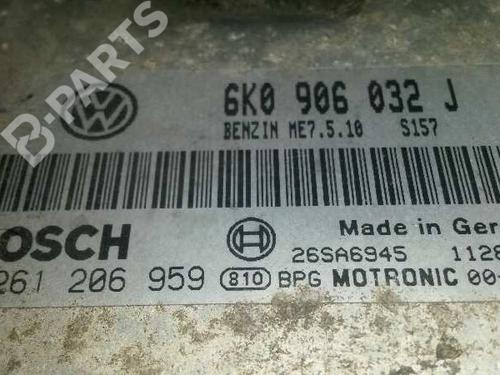 B-PARTS
6K0 906 032 J
BENZIN ME7.5.10 S157
OSCH Made in Ger
26SA6945 1128
261 206 959 810 BPG MOTRONIC 00